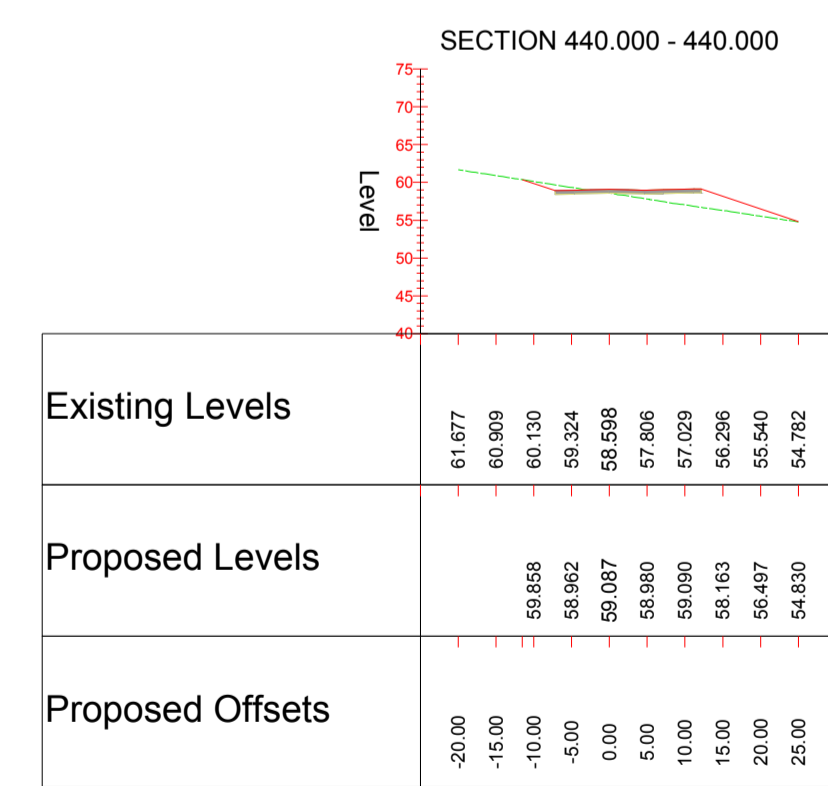 SECTION 440.000 - 440.000
75
70
65
60
55
50
45
40
Level
Existing Levels
61.677 60.909 60.130 59.324 58.598 57.806 57.029 56.296 55.540 54.782
Proposed Levels
59.858 58.962 59.087 58.980 59.090 58.163 56.497 54.830
Proposed Offsets
-20.00 -15.00 -10.00 -5.00 0.00 5.00 10.00 15.00 20.00 25.00